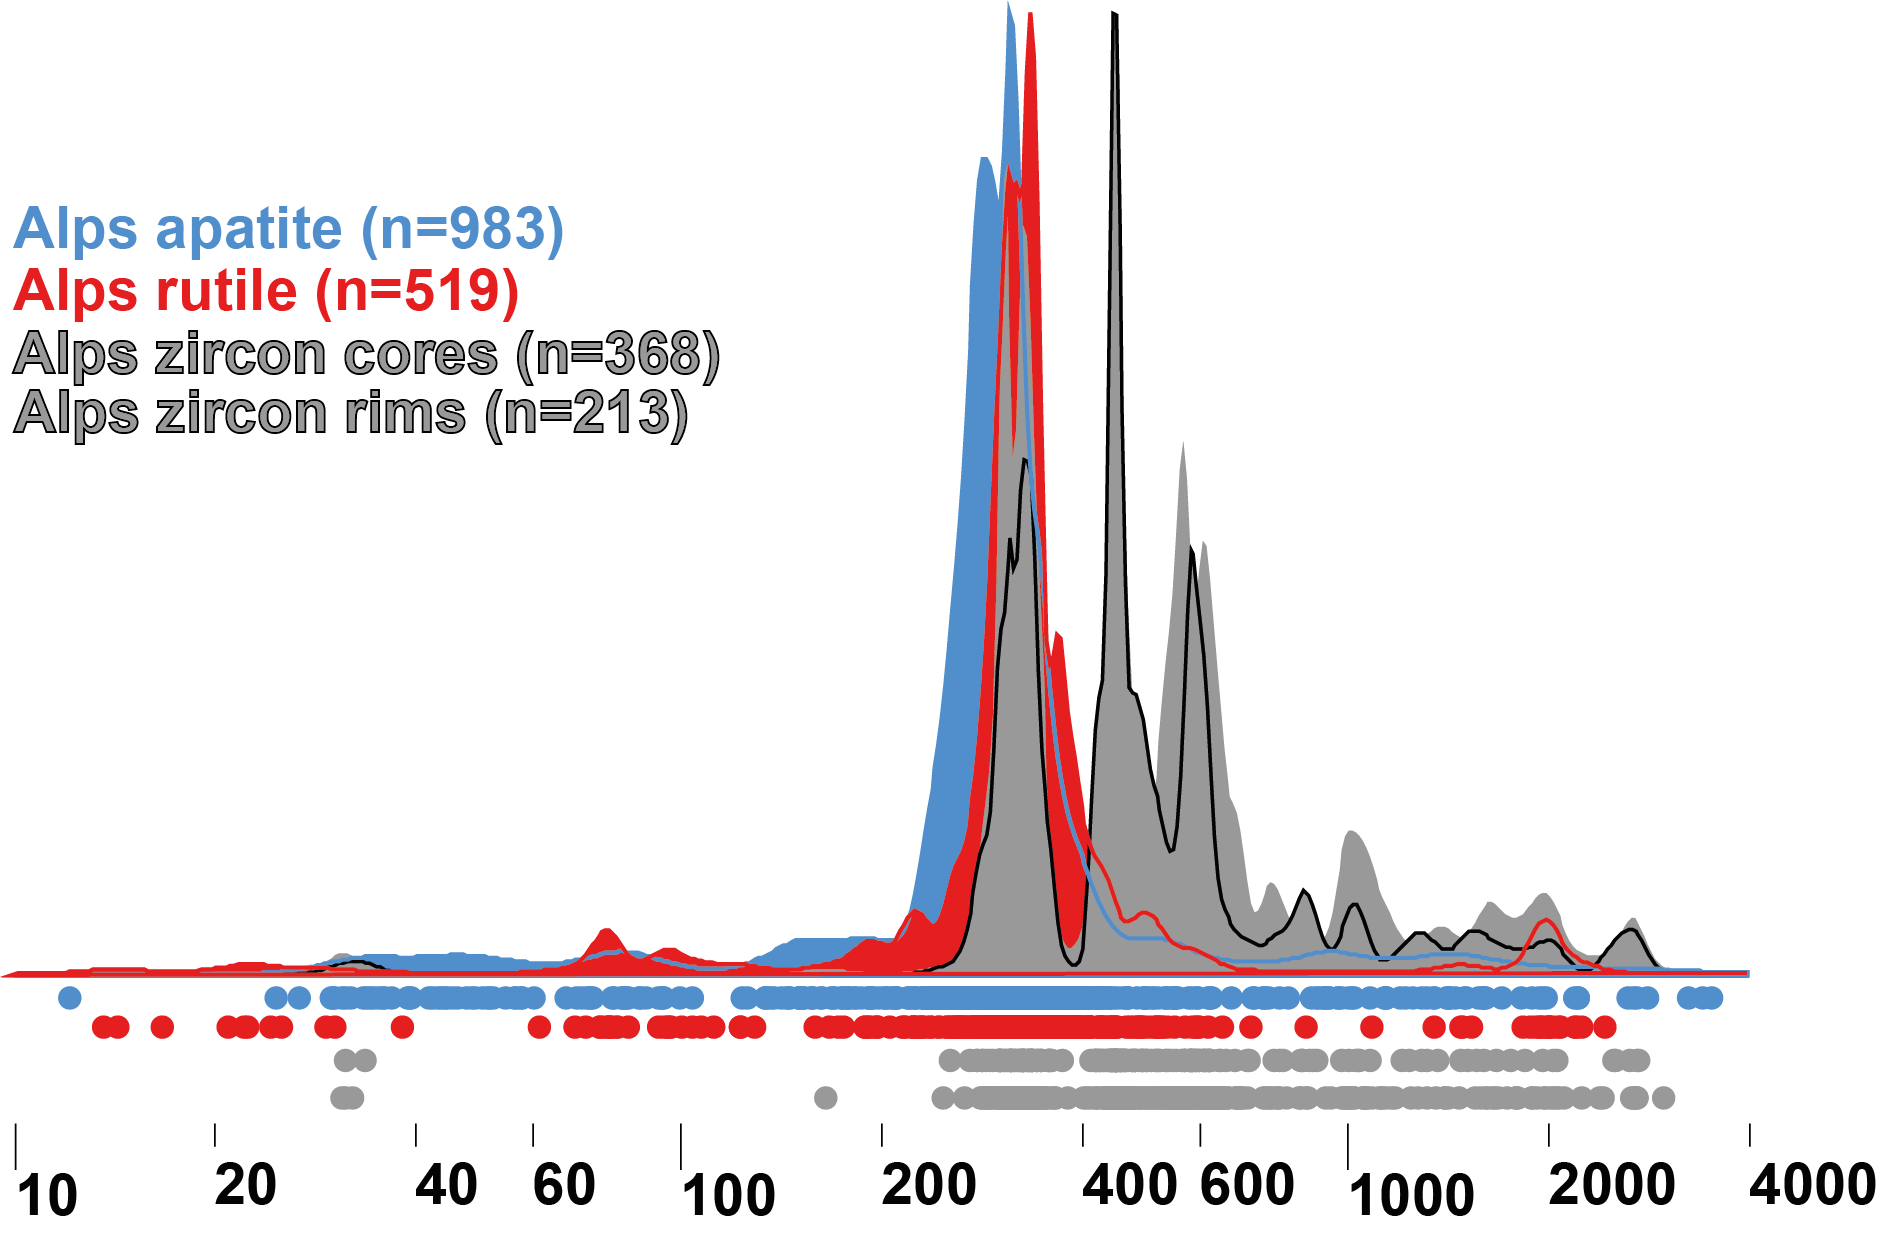 Alps apatite (n=983)
Alps rutile (n=519)
Alps zircon cores (n=368)
Alps zircon rims (n=213)
10 20 40 60 100 200 400 600 1000 2000 4000